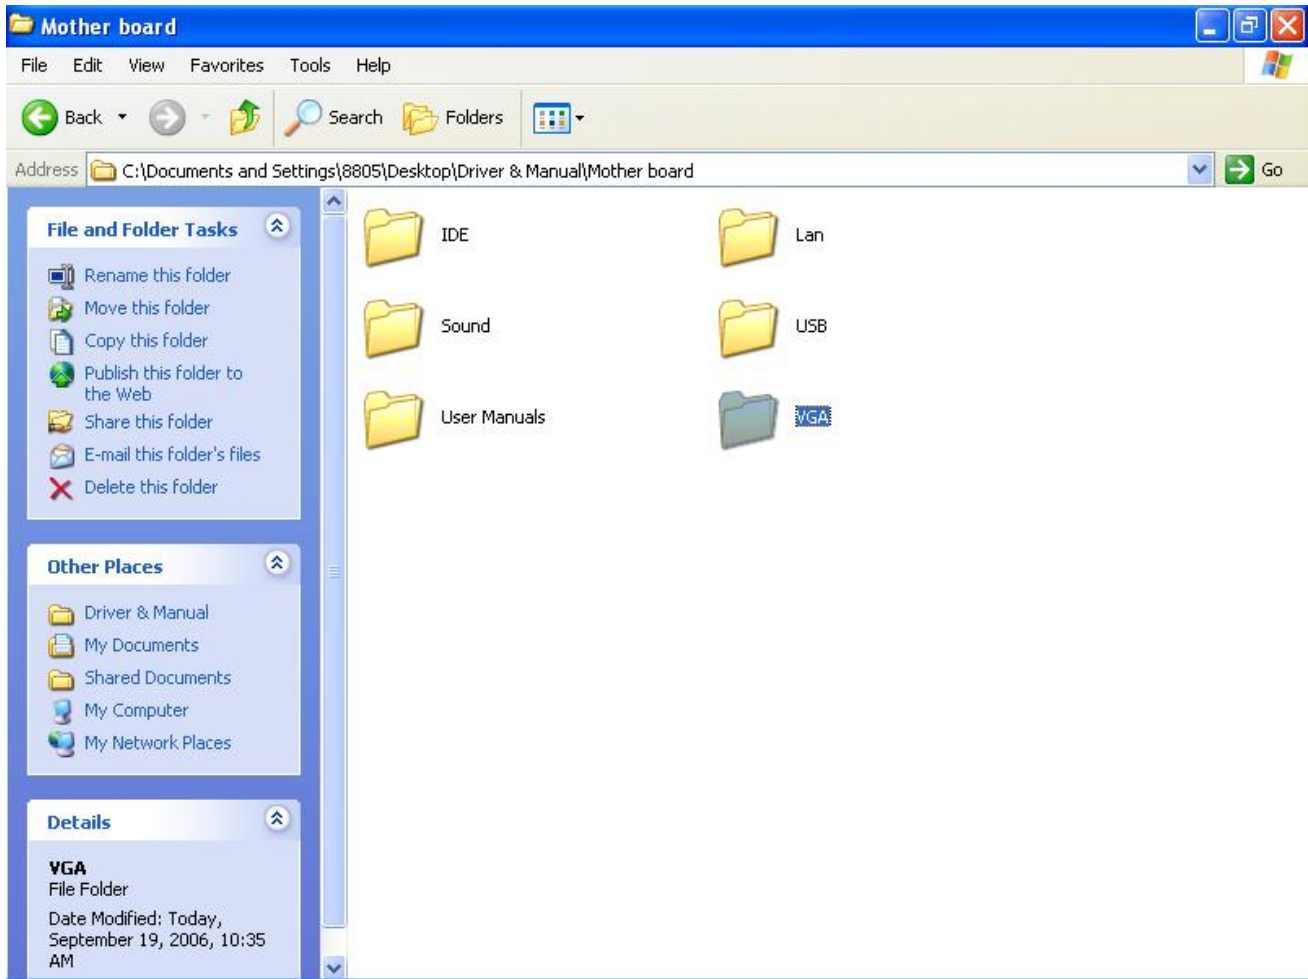 Mother board
File Edit View Favorites Tools Help
Back Search Folders
Address C:\Documents and Settings\8805\Desktop\Driver & Manual\Mother board Go
File and Folder Tasks
Rename this folder
Move this folder
Copy this folder
Publish this folder to
the Web
Share this folder
E-mail this folder's files
Delete this folder
Other Places
Driver & Manual
My Documents
Shared Documents
My Computer
My Network Places
Details
VGA
File Folder
Date Modified: Today,
September 19, 2006, 10:35
AM
IDE Lan
Sound USB
User Manuals VGA